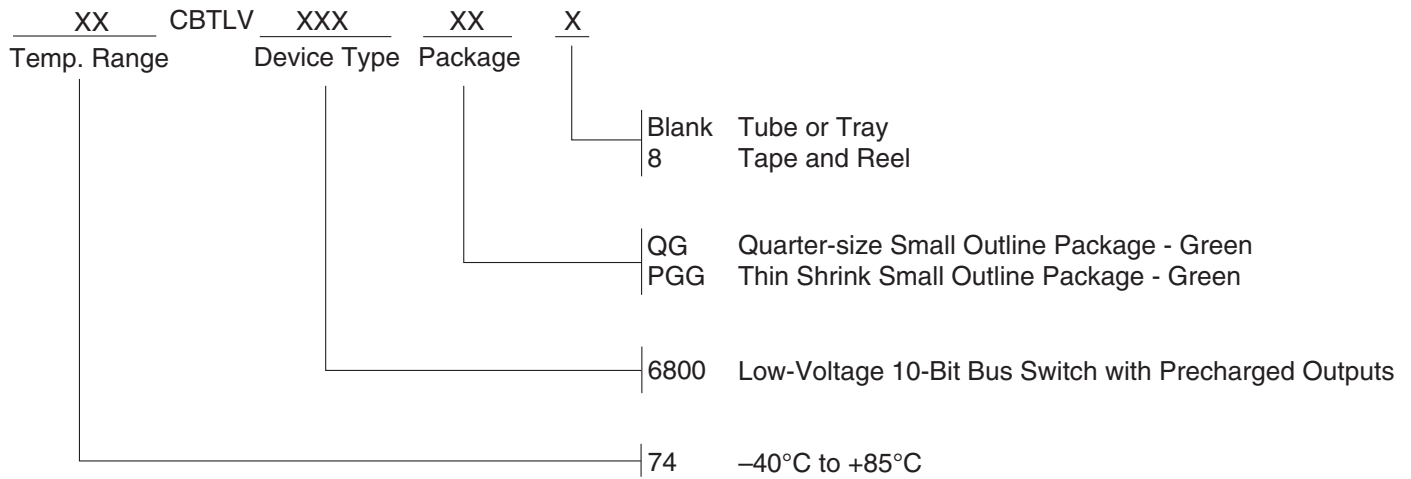 XX CBTLV XXX XX X
Temp. Range Device Type Package
Blank Tube or Tray
8 Tape and Reel
QG Quarter-size Small Outline Package - Green
PGG Thin Shrink Small Outline Package - Green
6800 Low-Voltage 10-Bit Bus Switch with Precharged Outputs
74 –40°C to +85°C